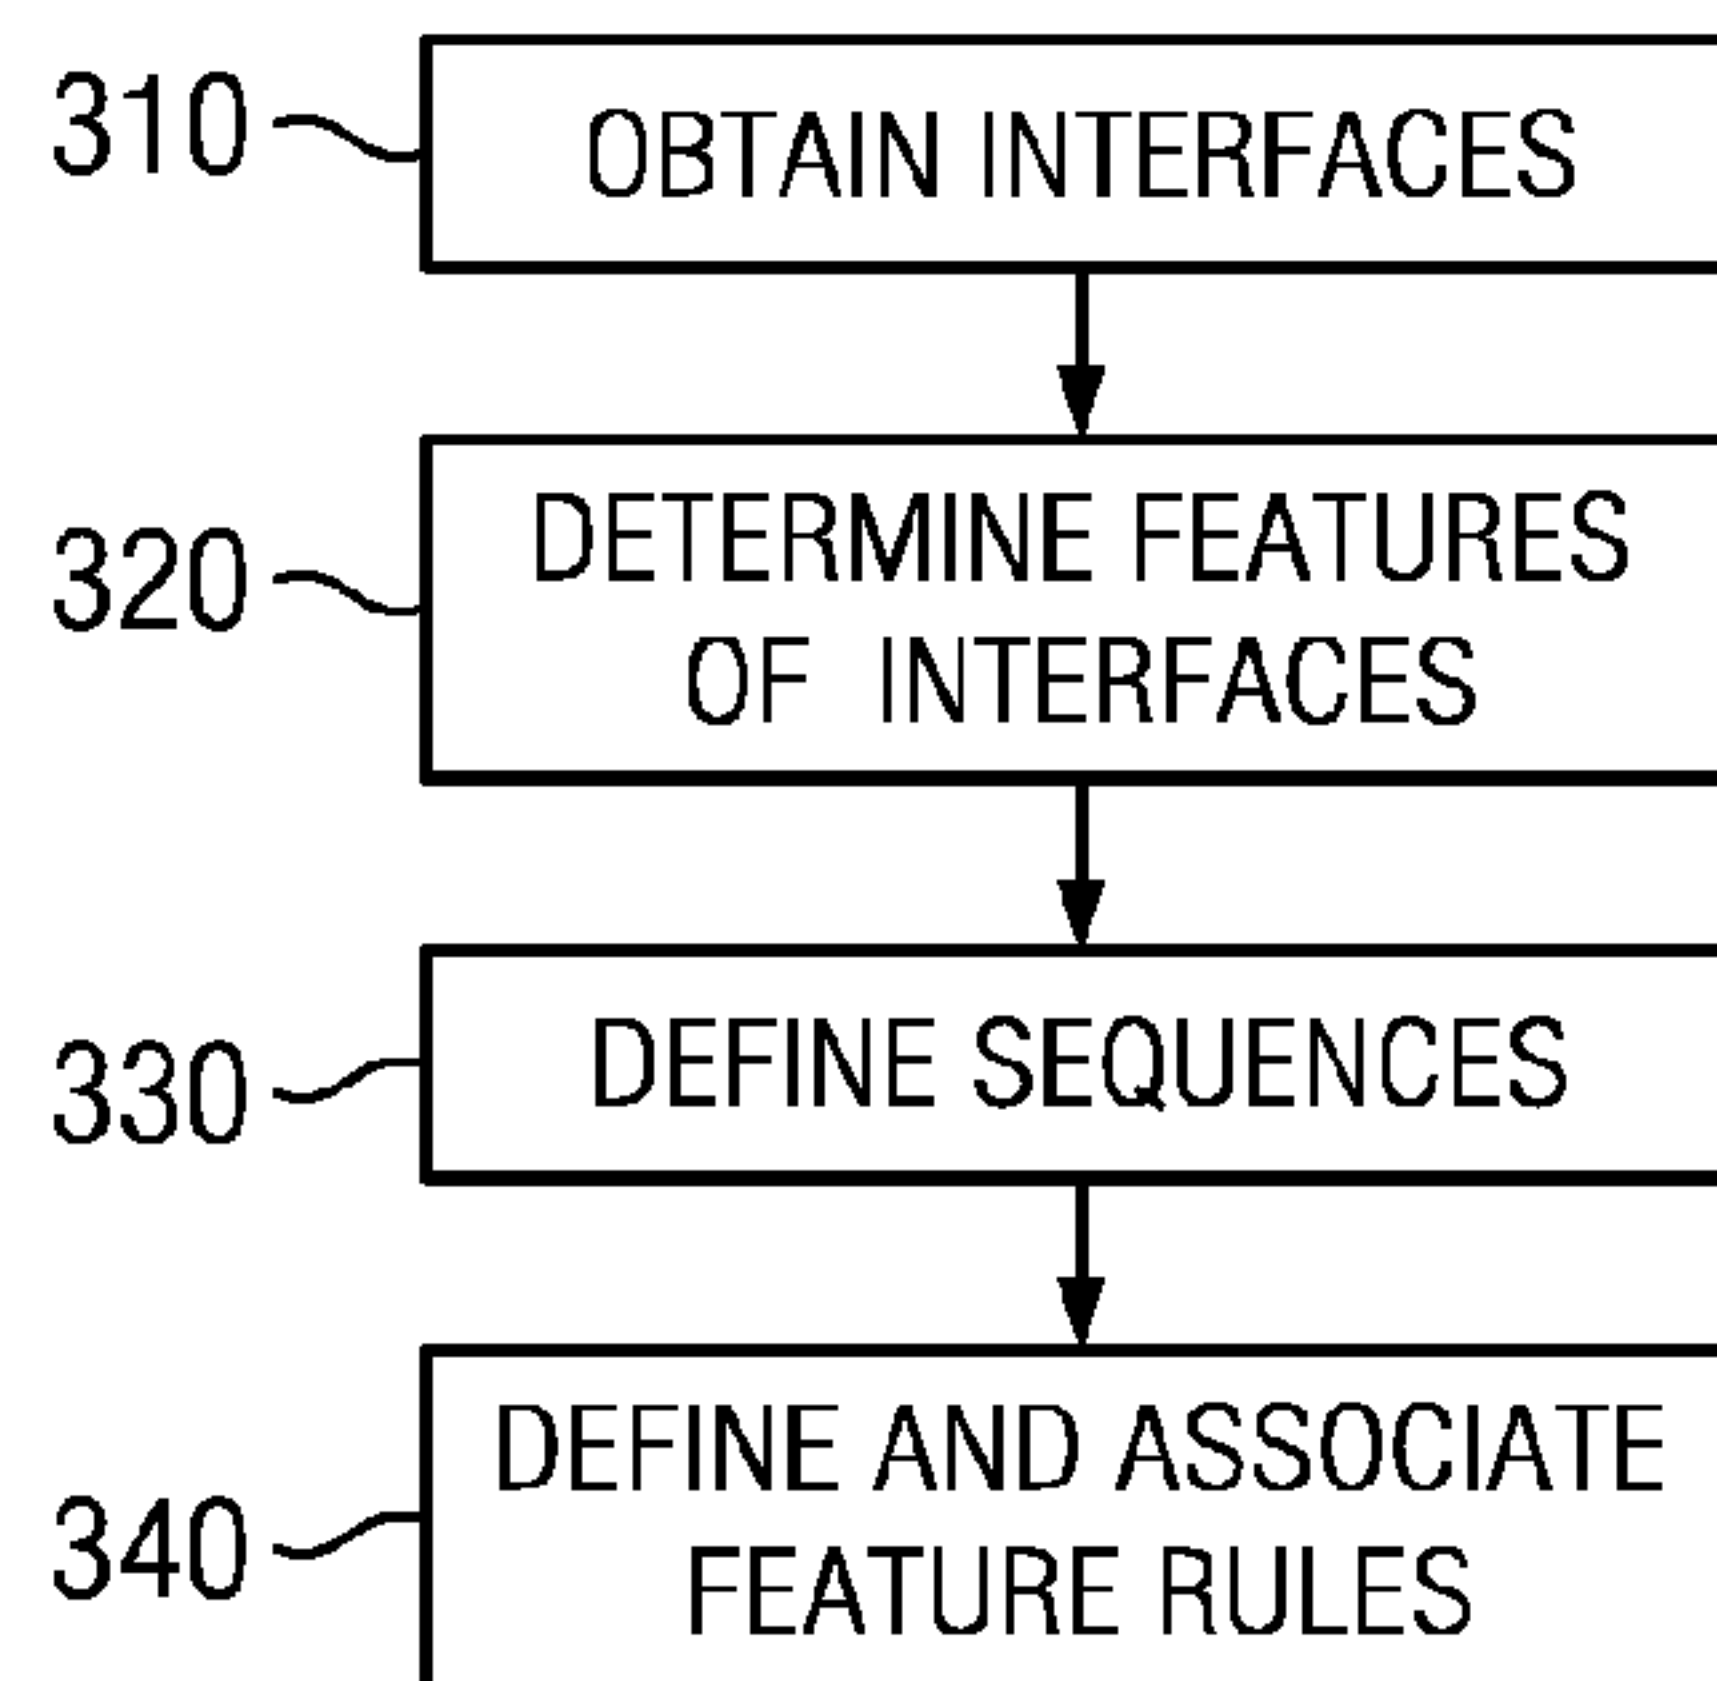 310 OBTAIN INTERFACES
320 DETERMINE FEATURES
OF INTERFACES
330 DEFINE SEQUENCES
340 DEFINE AND ASSOCIATE
FEATURE RULES